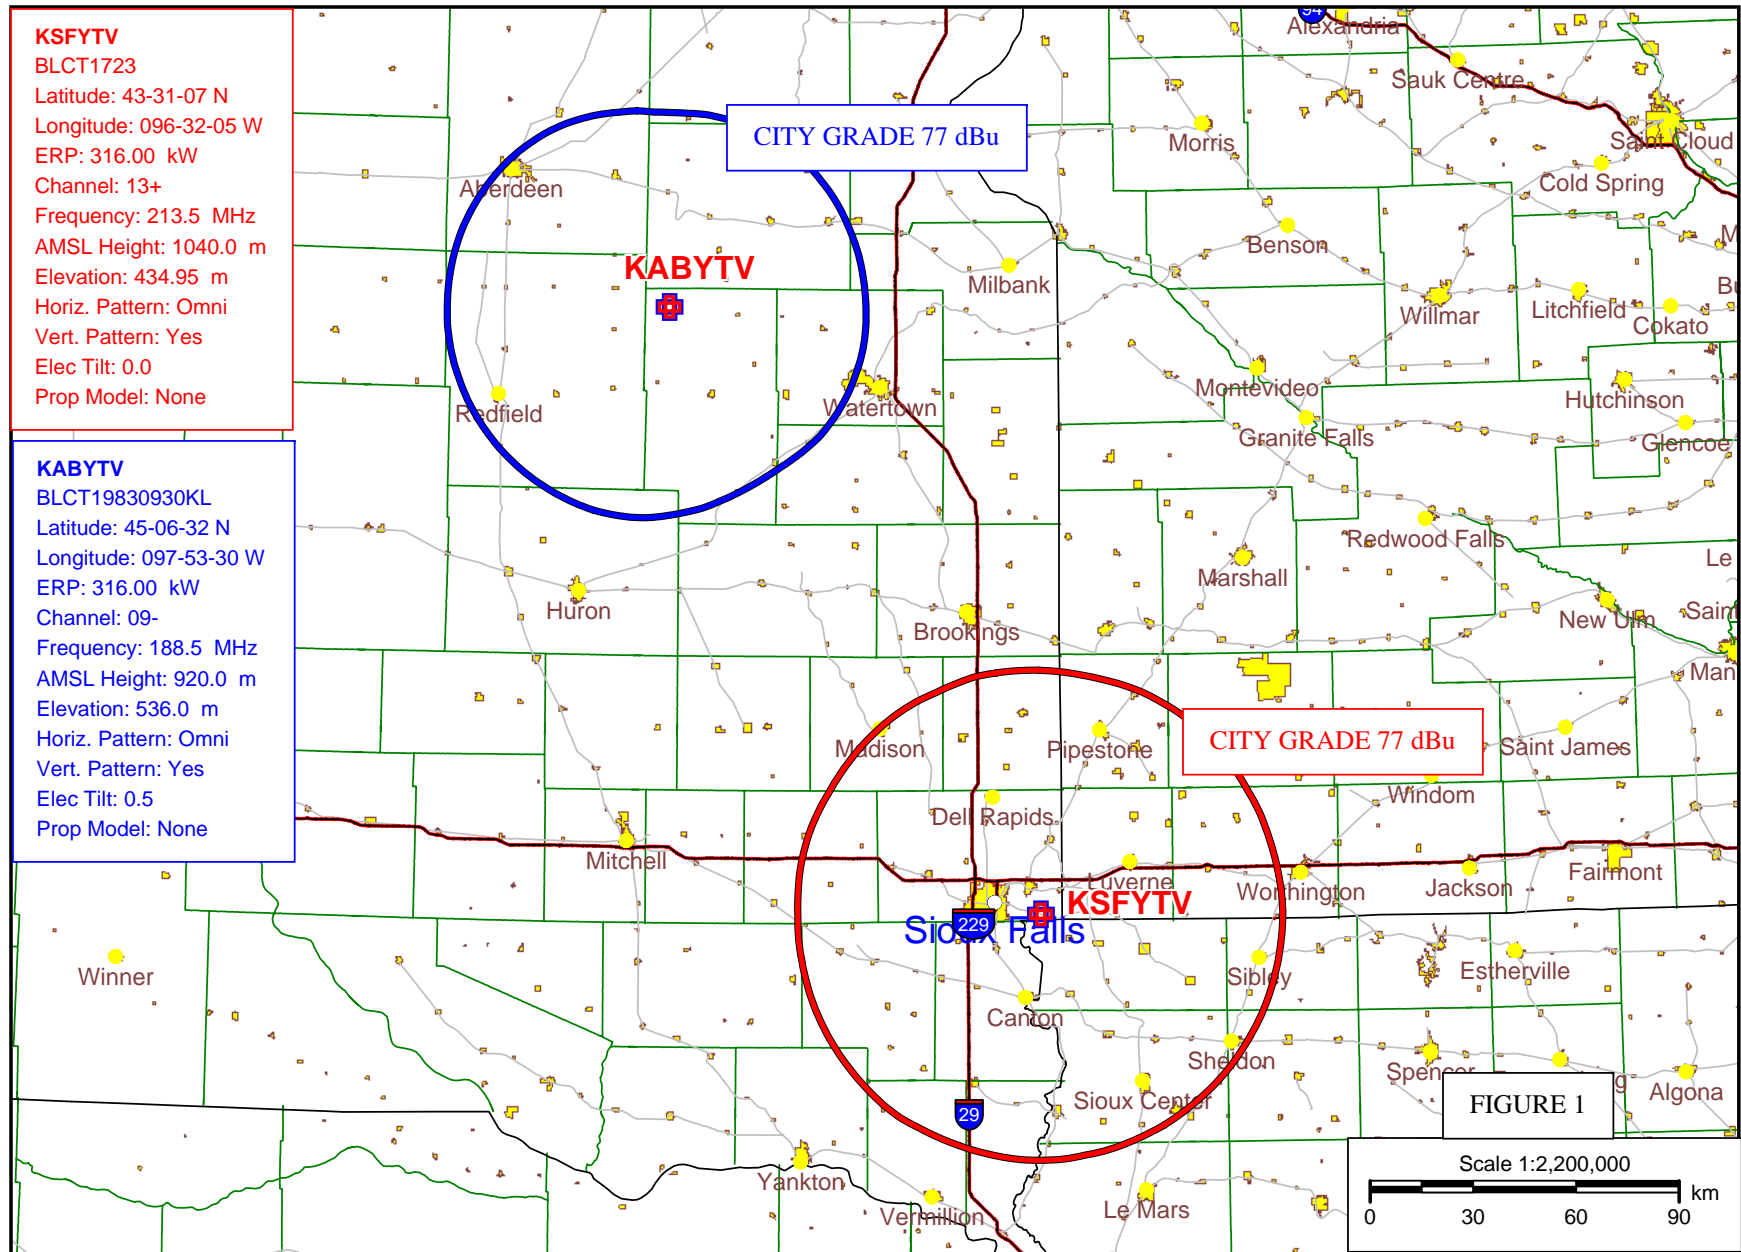 KSFYTV
BLCT1723
Latitude: 43-31-07 N
Longitude: 096-32-05 W
ERP: 316.00 kW
Channel: 13+
Frequency: 213.5 MHz
AMSL Height: 1040.0 m
Elevation: 434.95 m
Horiz. Pattern: Omni
Vert. Pattern: Yes
Elec Tilt: 0.0
Prop Model: None
KABYTV
BLCT19830930KL
Latitude: 45-06-32 N
Longitude: 097-53-30 W
ERP: 316.00 kW
Channel: 09-
Frequency: 188.5 MHz
AMSL Height: 920.0 m
Elevation: 536.0 m
Horiz. Pattern: Omni
Vert. Pattern: Yes
Elec Tilt: 0.5
Prop Model: None
94
Alexandria
Sauk Centre
CITY GRADE 77 dBu
Morris
Saint Cloud
Cold Spring
Aberdeen
Benson
M
KABYTV
Milbank
Bu
Willmar
Litchfield
Cokato
Montevideo
Hutchinson
Redfield
Watertown
Granite Falls
Glencoe
Redwood Falls
Le
Marshall
Huron
Brookings
New Ulm
Saint
Man
CITY GRADE 77 dBu
Madison
Pipestone
Saint James
Windom
Dell Rapids
Mitchell
Luverne
Worthington
Jackson
Fairmont
KSFYTV
229
Sioux Falls
Winner
Sibley
Estherville
Canton
Sheldon
Spencer
g
Algona
Sioux Center
29
FIGURE 1
Yankton
Vermillion
Le Mars
Scale 1:2,200,000
km
0 30 60 90